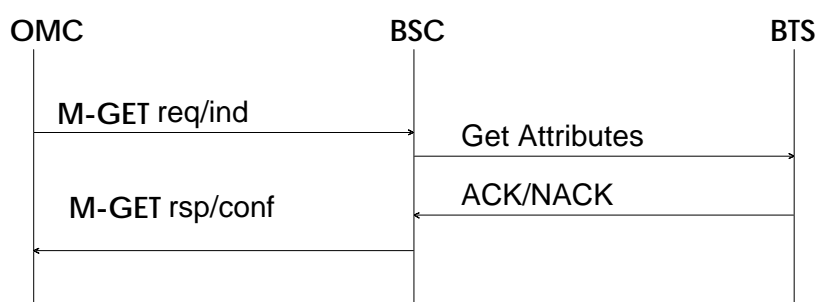 OMC BSC BTS
M-GET req/ind
Get Attributes
ACK/NACK
M-GET rsp/conf